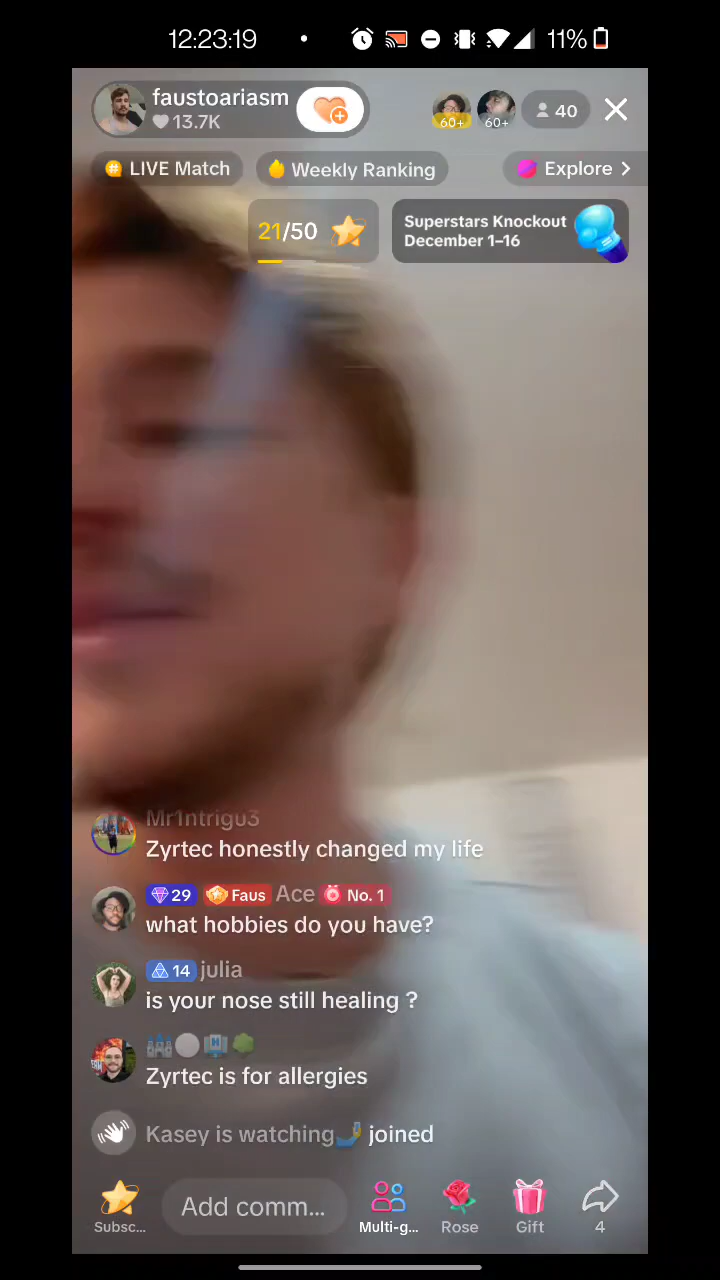 12:23:19
11%
faustoariasm
13.7K
60+
60+
40
LIVE Match
Weekly Ranking
Explore
21/50
Superstars Knockout
December 1–16
Mr1ntrigu3
Zyrtec honestly changed my life
29 Faus Ace No. 1
what hobbies do you have?
14 julia
is your nose still healing ?
Zyrtec is for allergies
Kasey is watching🤳 joined
Subsc...
Add comm...
Multi-g...
Rose
Gift
4